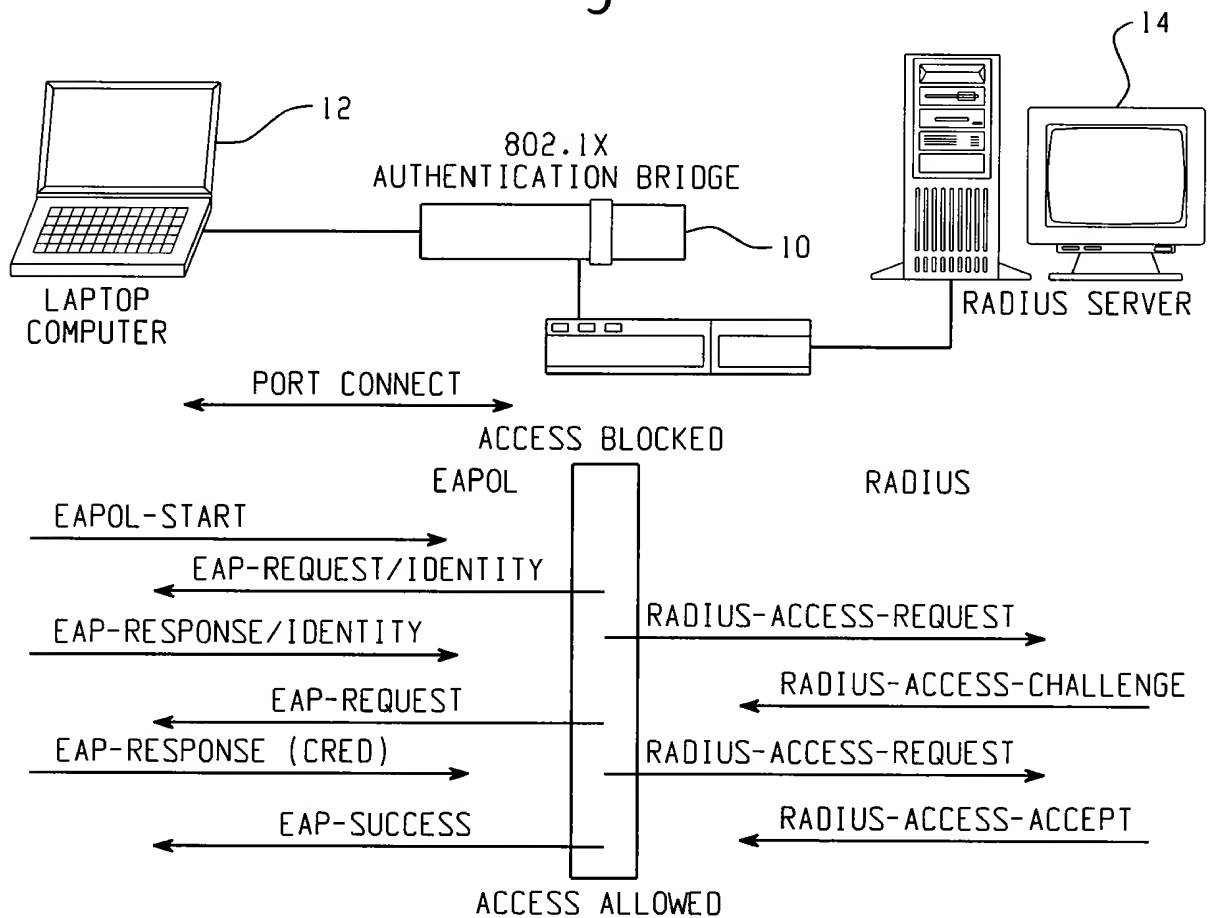 14
12
802.1X
AUTHENTICATION BRIDGE
10
LAPTOP
COMPUTER
RADIUS SERVER
PORT CONNECT
ACCESS BLOCKED
EAPOL
RADIUS
EAPOL-START
EAP-REQUEST/IDENTITY
RADIUS-ACCESS-REQUEST
EAP-RESPONSE/IDENTITY
RADIUS-ACCESS-CHALLENGE
EAP-REQUEST
EAP-RESPONSE (CRED)
RADIUS-ACCESS-REQUEST
EAP-SUCCESS
RADIUS-ACCESS-ACCEPT
ACCESS ALLOWED